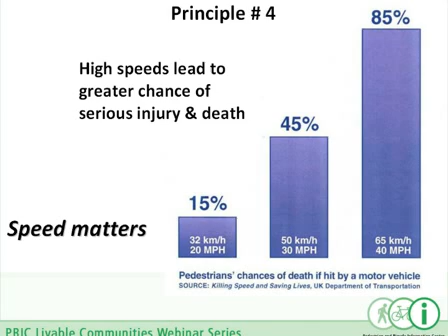 Principle # 4
85%
High speeds lead to
greater chance of
serious injury & death
45%
15%
Speed matters
32 km/h
20 MPH
50 km/h
30 MPH
65 km/h
40 MPH
Pedestrians' chances of death if hit by a motor vehicle
SOURCE: Killing Speed and Saving Lives, UK Department of Transportation
i
PBIC Livable Communities Webinar Series